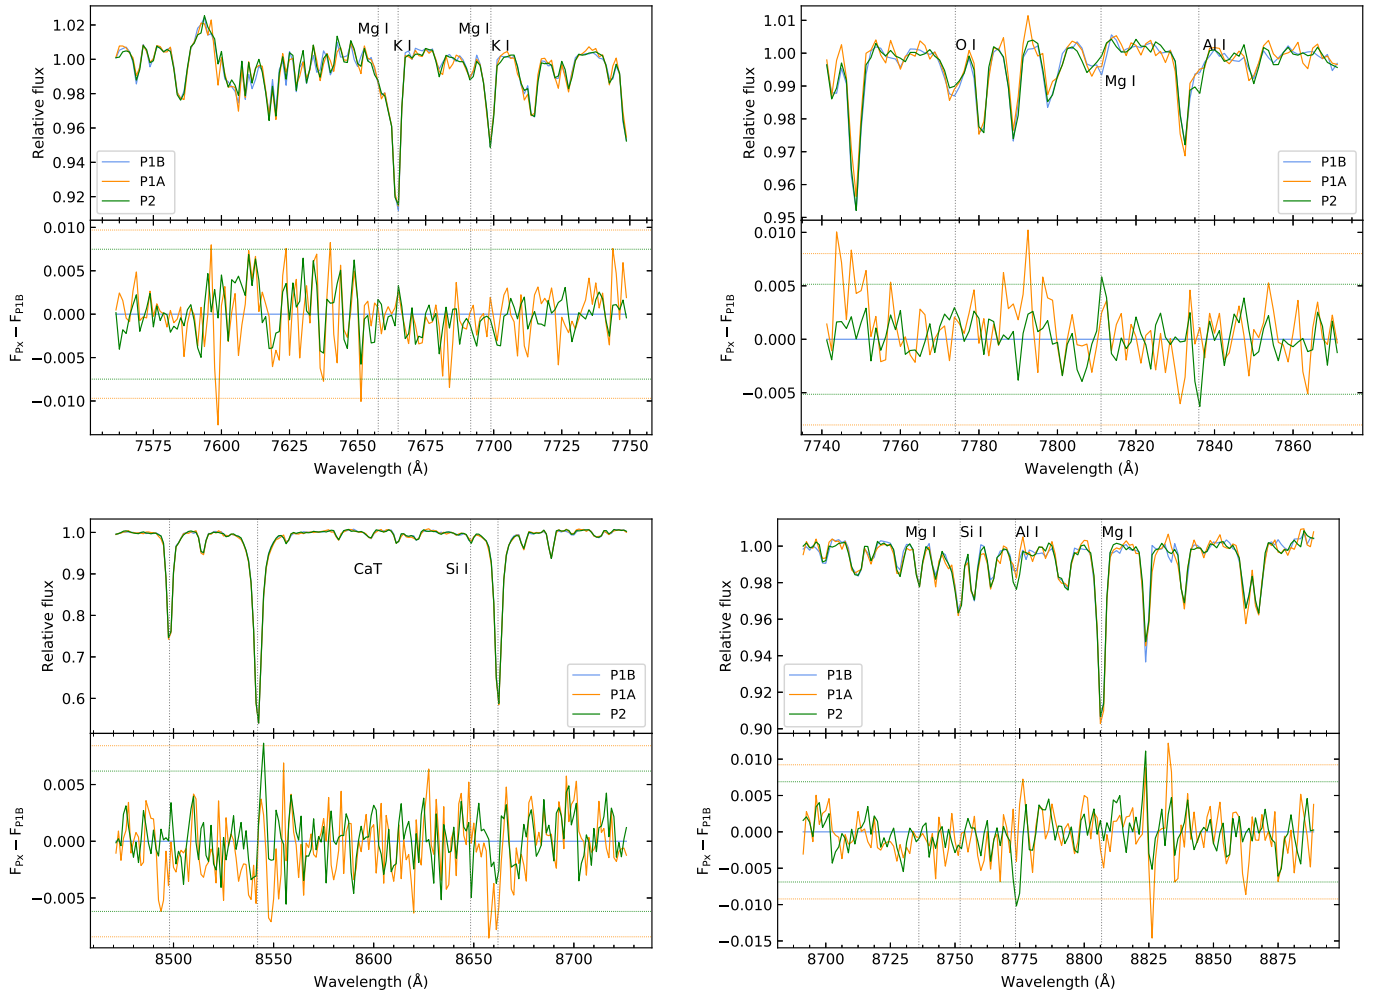 Mg I Mg I
K I K I
1.02
1.00
0.98
0.96
0.94
0.92
Relative flux
P1B
P1A
P2
0.010
0.005
0.000
−0.005
−0.010
F_Px − F_P1B
7575 7600 7625 7650 7675 7700 7725 7750
Wavelength (Å)
O I Al I
Mg I
1.01
1.00
0.99
0.98
0.97
0.96
0.95
Relative flux
P1B
P1A
P2
0.010
0.005
0.000
−0.005
F_Px − F_P1B
7740 7760 7780 7800 7820 7840 7860
Wavelength (Å)
CaT Si I
1.0
0.9
0.8
0.7
0.6
Relative flux
P1B
P1A
P2
0.005
0.000
−0.005
F_Px − F_P1B
8500 8550 8600 8650 8700
Wavelength (Å)
Mg I Si I Al I Mg I
1.00
0.98
0.96
0.94
0.92
0.90
Relative flux
P1B
P1A
P2
0.010
0.005
0.000
−0.005
−0.010
−0.015
F_Px − F_P1B
8700 8725 8750 8775 8800 8825 8850 8875
Wavelength (Å)